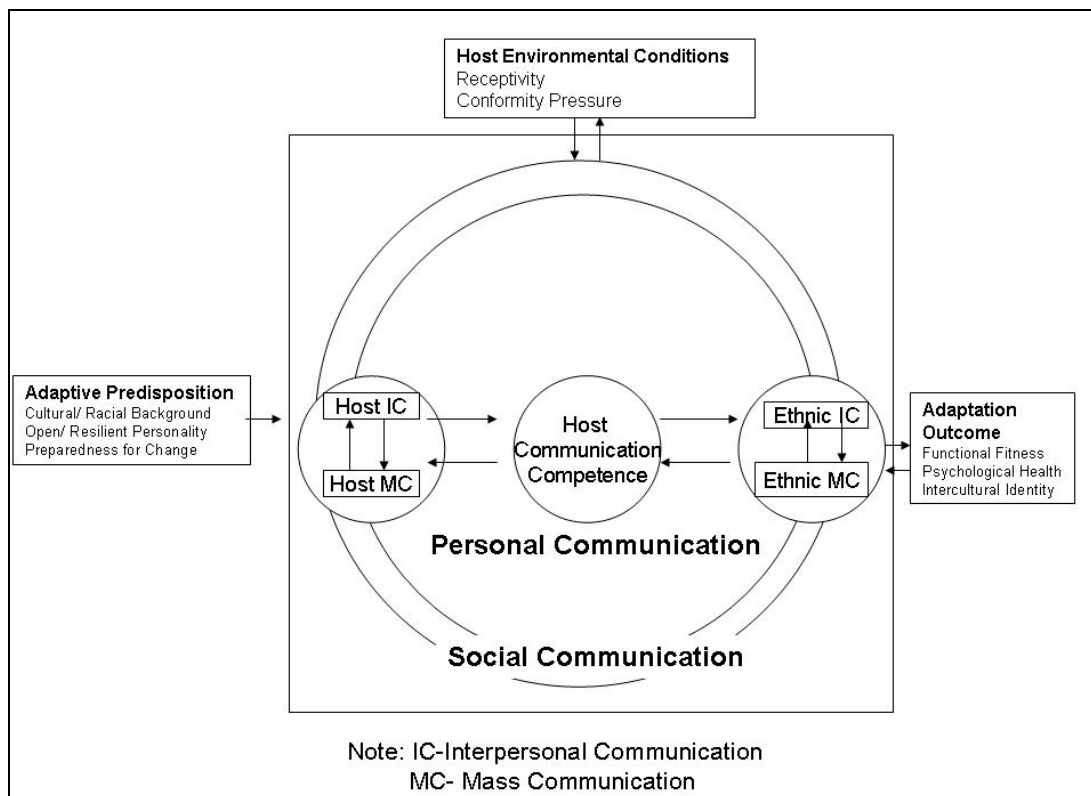 Host Environmental Conditions
Receptivity
Conformity Pressure
Adaptive Predisposition
Cultural/ Racial Background
Open/ Resilient Personality
Preparedness for Change
Host IC
Host MC
Host
Communication
Competence
Ethnic IC
Ethnic MC
Adaptation
Outcome
Functional Fitness
Psychological Health
Intercultural Identity
Personal Communication
Social Communication
Note: IC-Interpersonal Communication
MC- Mass Communication